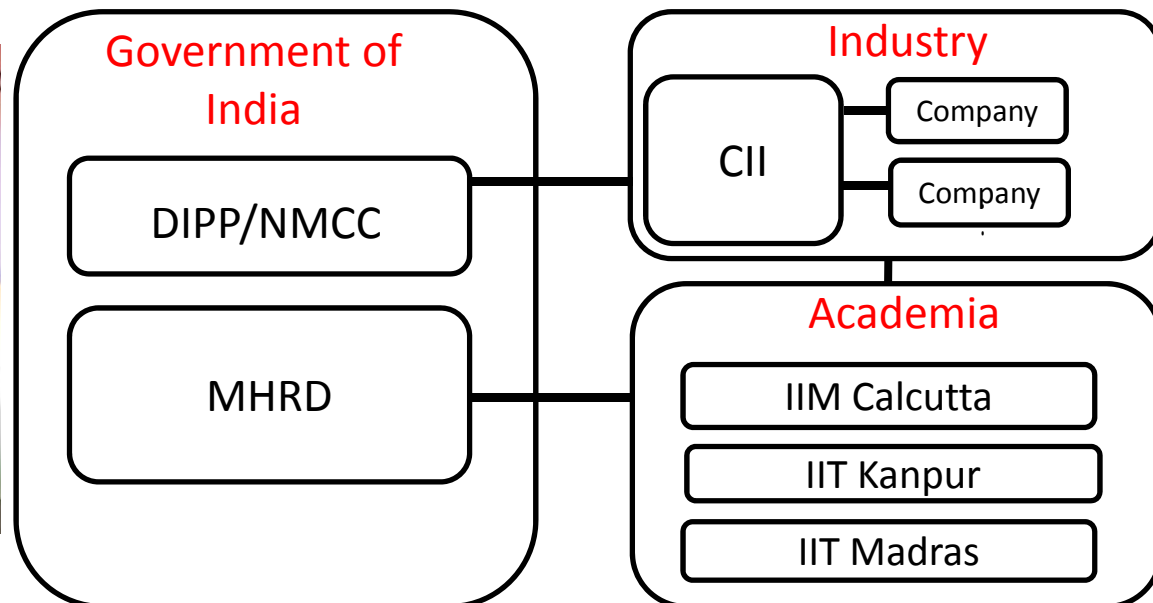 Government of
India
DIPP/NMCC
MHRD
Industry
CII
Company
Company
Academia
IIM Calcutta
IIT Kanpur
IIT Madras